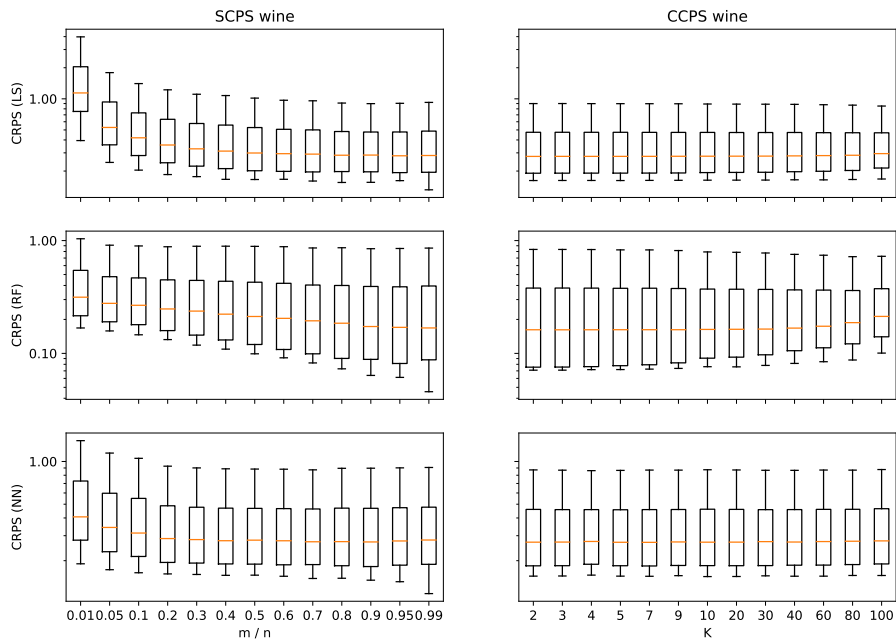 SCPS wine
CCPS wine
CRPS (LS)
1.00
CRPS (RF)
1.00
0.10
CRPS (NN)
1.00
0.01 0.05 0.1 0.2 0.3 0.4 0.5 0.6 0.7 0.8 0.9 0.95 0.99
m / n
2 3 4 5 7 9 10 20 30 40 60 80 100
K